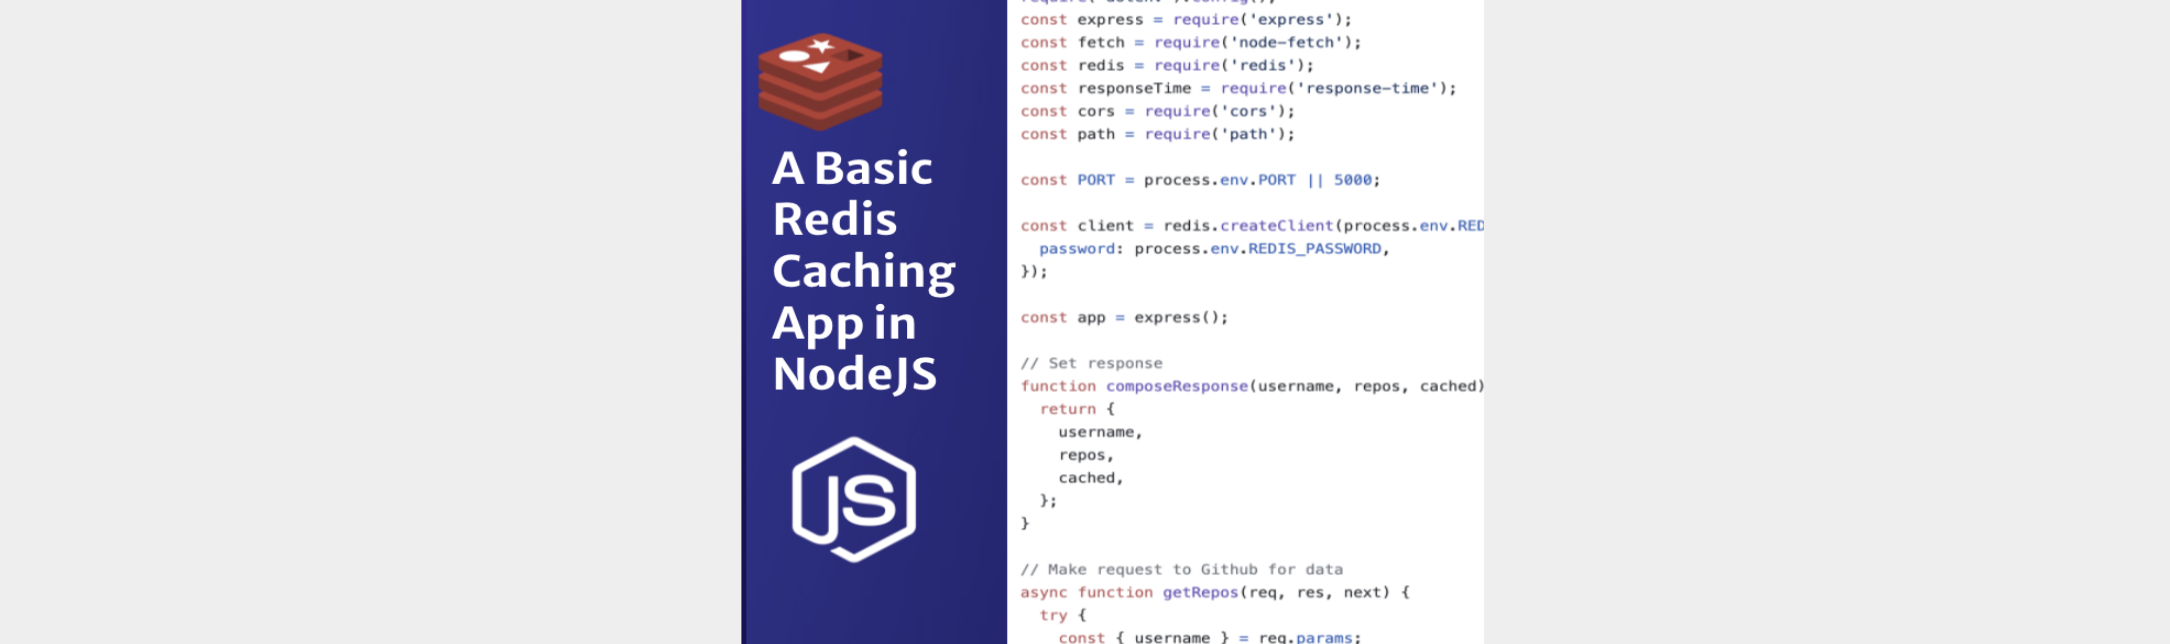 A Basic
Redis
Caching
App in
NodeJS
JS
const express = require('express');
const fetch = require('node-fetch');
const redis = require('redis');
const responseTime = require('response-time');
const cors = require('cors');
const path = require('path');
const PORT = process.env.PORT || 5000;
const client = redis.createClient(process.env.RED
password: process.env.REDIS_PASSWORD,
});
const app = express();
// Set response
function composeResponse(username, repos, cached)
return {
username,
repos,
cached,
};
}
// Make request to Github for data
async function getRepos(req, res, next) {
try {
const { username } = req.params;